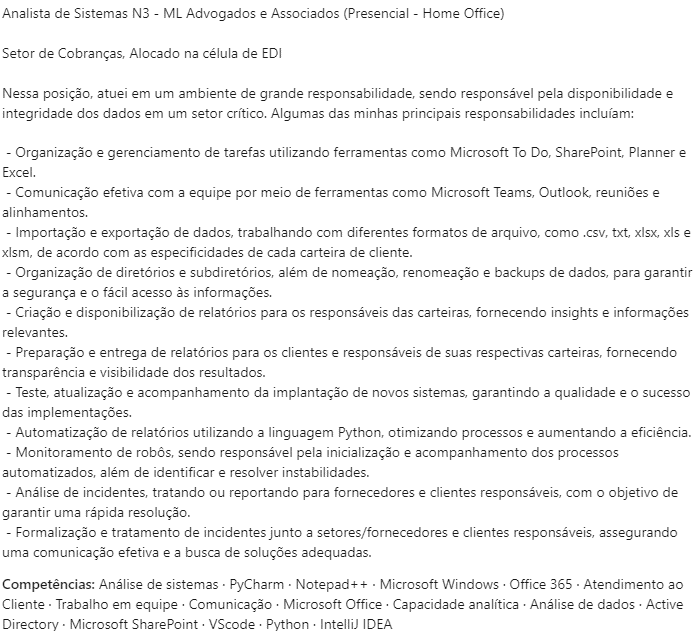 Analista de Sistemas N3 - ML Advogados e Associados (Presencial - Home Office)
Setor de Cobranças, Alocado na célula de EDI
Nessa posição, atuei em um ambiente de grande responsabilidade, sendo responsável pela disponibilidade e
integridade dos dados em um setor crítico. Algumas das minhas principais responsabilidades incluíam:
- Organização e gerenciamento de tarefas utilizando ferramentas como Microsoft To Do, SharePoint, Planner e
Excel.
- Comunicação efetiva com a equipe por meio de ferramentas como Microsoft Teams, Outlook, reuniões e
alinhamentos.
- Importação e exportação de dados, trabalhando com diferentes formatos de arquivo, como .csv, txt, xlsx, xls e
xlsm, de acordo com as especificidades de cada carteira de cliente.
- Organização de diretórios e subdiretórios, além de nomeação, renomeação e backups de dados, para garantir
a segurança e o fácil acesso às informações.
- Criação e disponibilização de relatórios para os responsáveis das carteiras, fornecendo insights e informações
relevantes.
- Preparação e entrega de relatórios para os clientes e responsáveis de suas respectivas carteiras, fornecendo
transparência e visibilidade dos resultados.
- Teste, atualização e acompanhamento da implantação de novos sistemas, garantindo a qualidade e o sucesso
das implementações.
- Automatização de relatórios utilizando a linguagem Python, otimizando processos e aumentando a eficiência.
- Monitoramento de robôs, sendo responsável pela inicialização e acompanhamento dos processos
automatizados, além de identificar e resolver instabilidades.
- Análise de incidentes, tratando ou reportando para fornecedores e clientes responsáveis, com o objetivo de
garantir uma rápida resolução.
- Formalização e tratamento de incidentes junto a setores/fornecedores e clientes responsáveis, assegurando
uma comunicação efetiva e a busca de soluções adequadas.
Competências: Análise de sistemas · PyCharm · Notepad++ · Microsoft Windows · Office 365 · Atendimento ao
Cliente · Trabalho em equipe · Comunicação · Microsoft Office · Capacidade analítica · Análise de dados · Active
Directory · Microsoft SharePoint · VScode · Python · IntelliJ IDEA